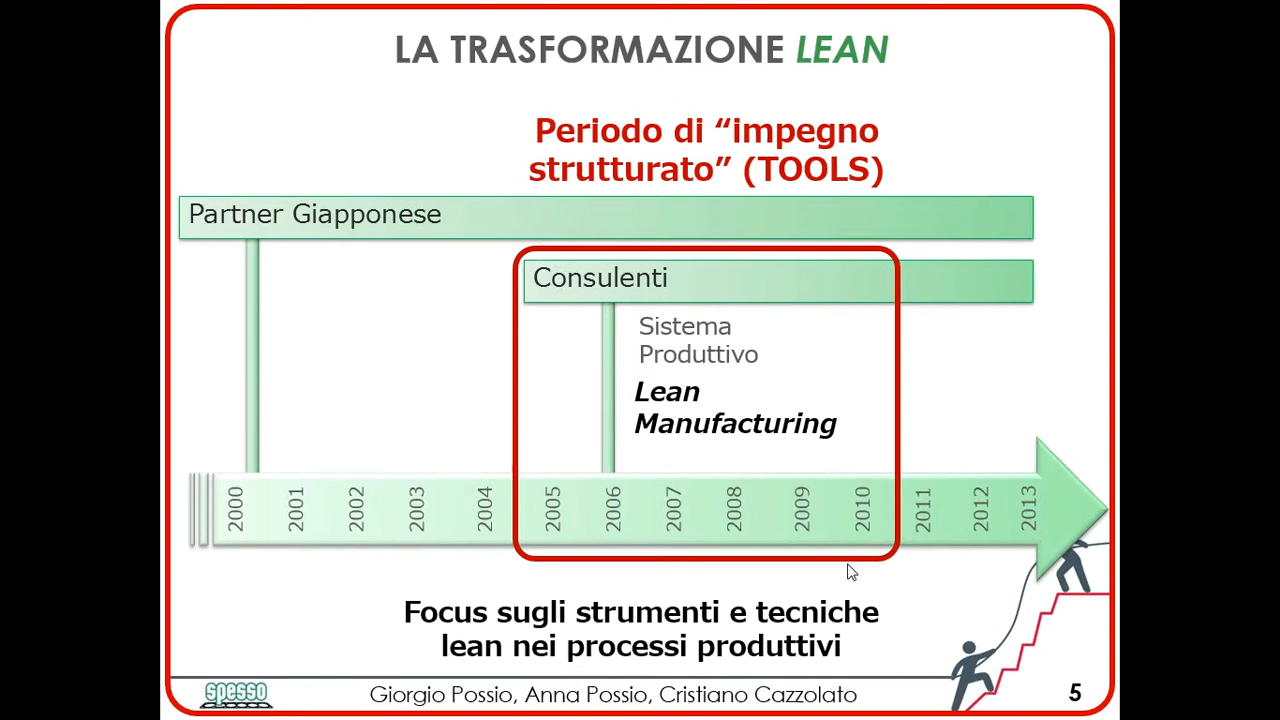 LA TRASFORMAZIONE LEAN
Periodo di “impegno
strutturato” (TOOLS)
Partner Giapponese
Consulenti
Sistema
Produttivo
Lean
Manufacturing
2000 2001 2002 2003 2004 2005 2006 2007 2008 2009 2010 2011 2012 2013
Focus sugli strumenti e tecniche
lean nei processi produttivi
spesso
Giorgio Possio, Anna Possio, Cristiano Cazzolato
5